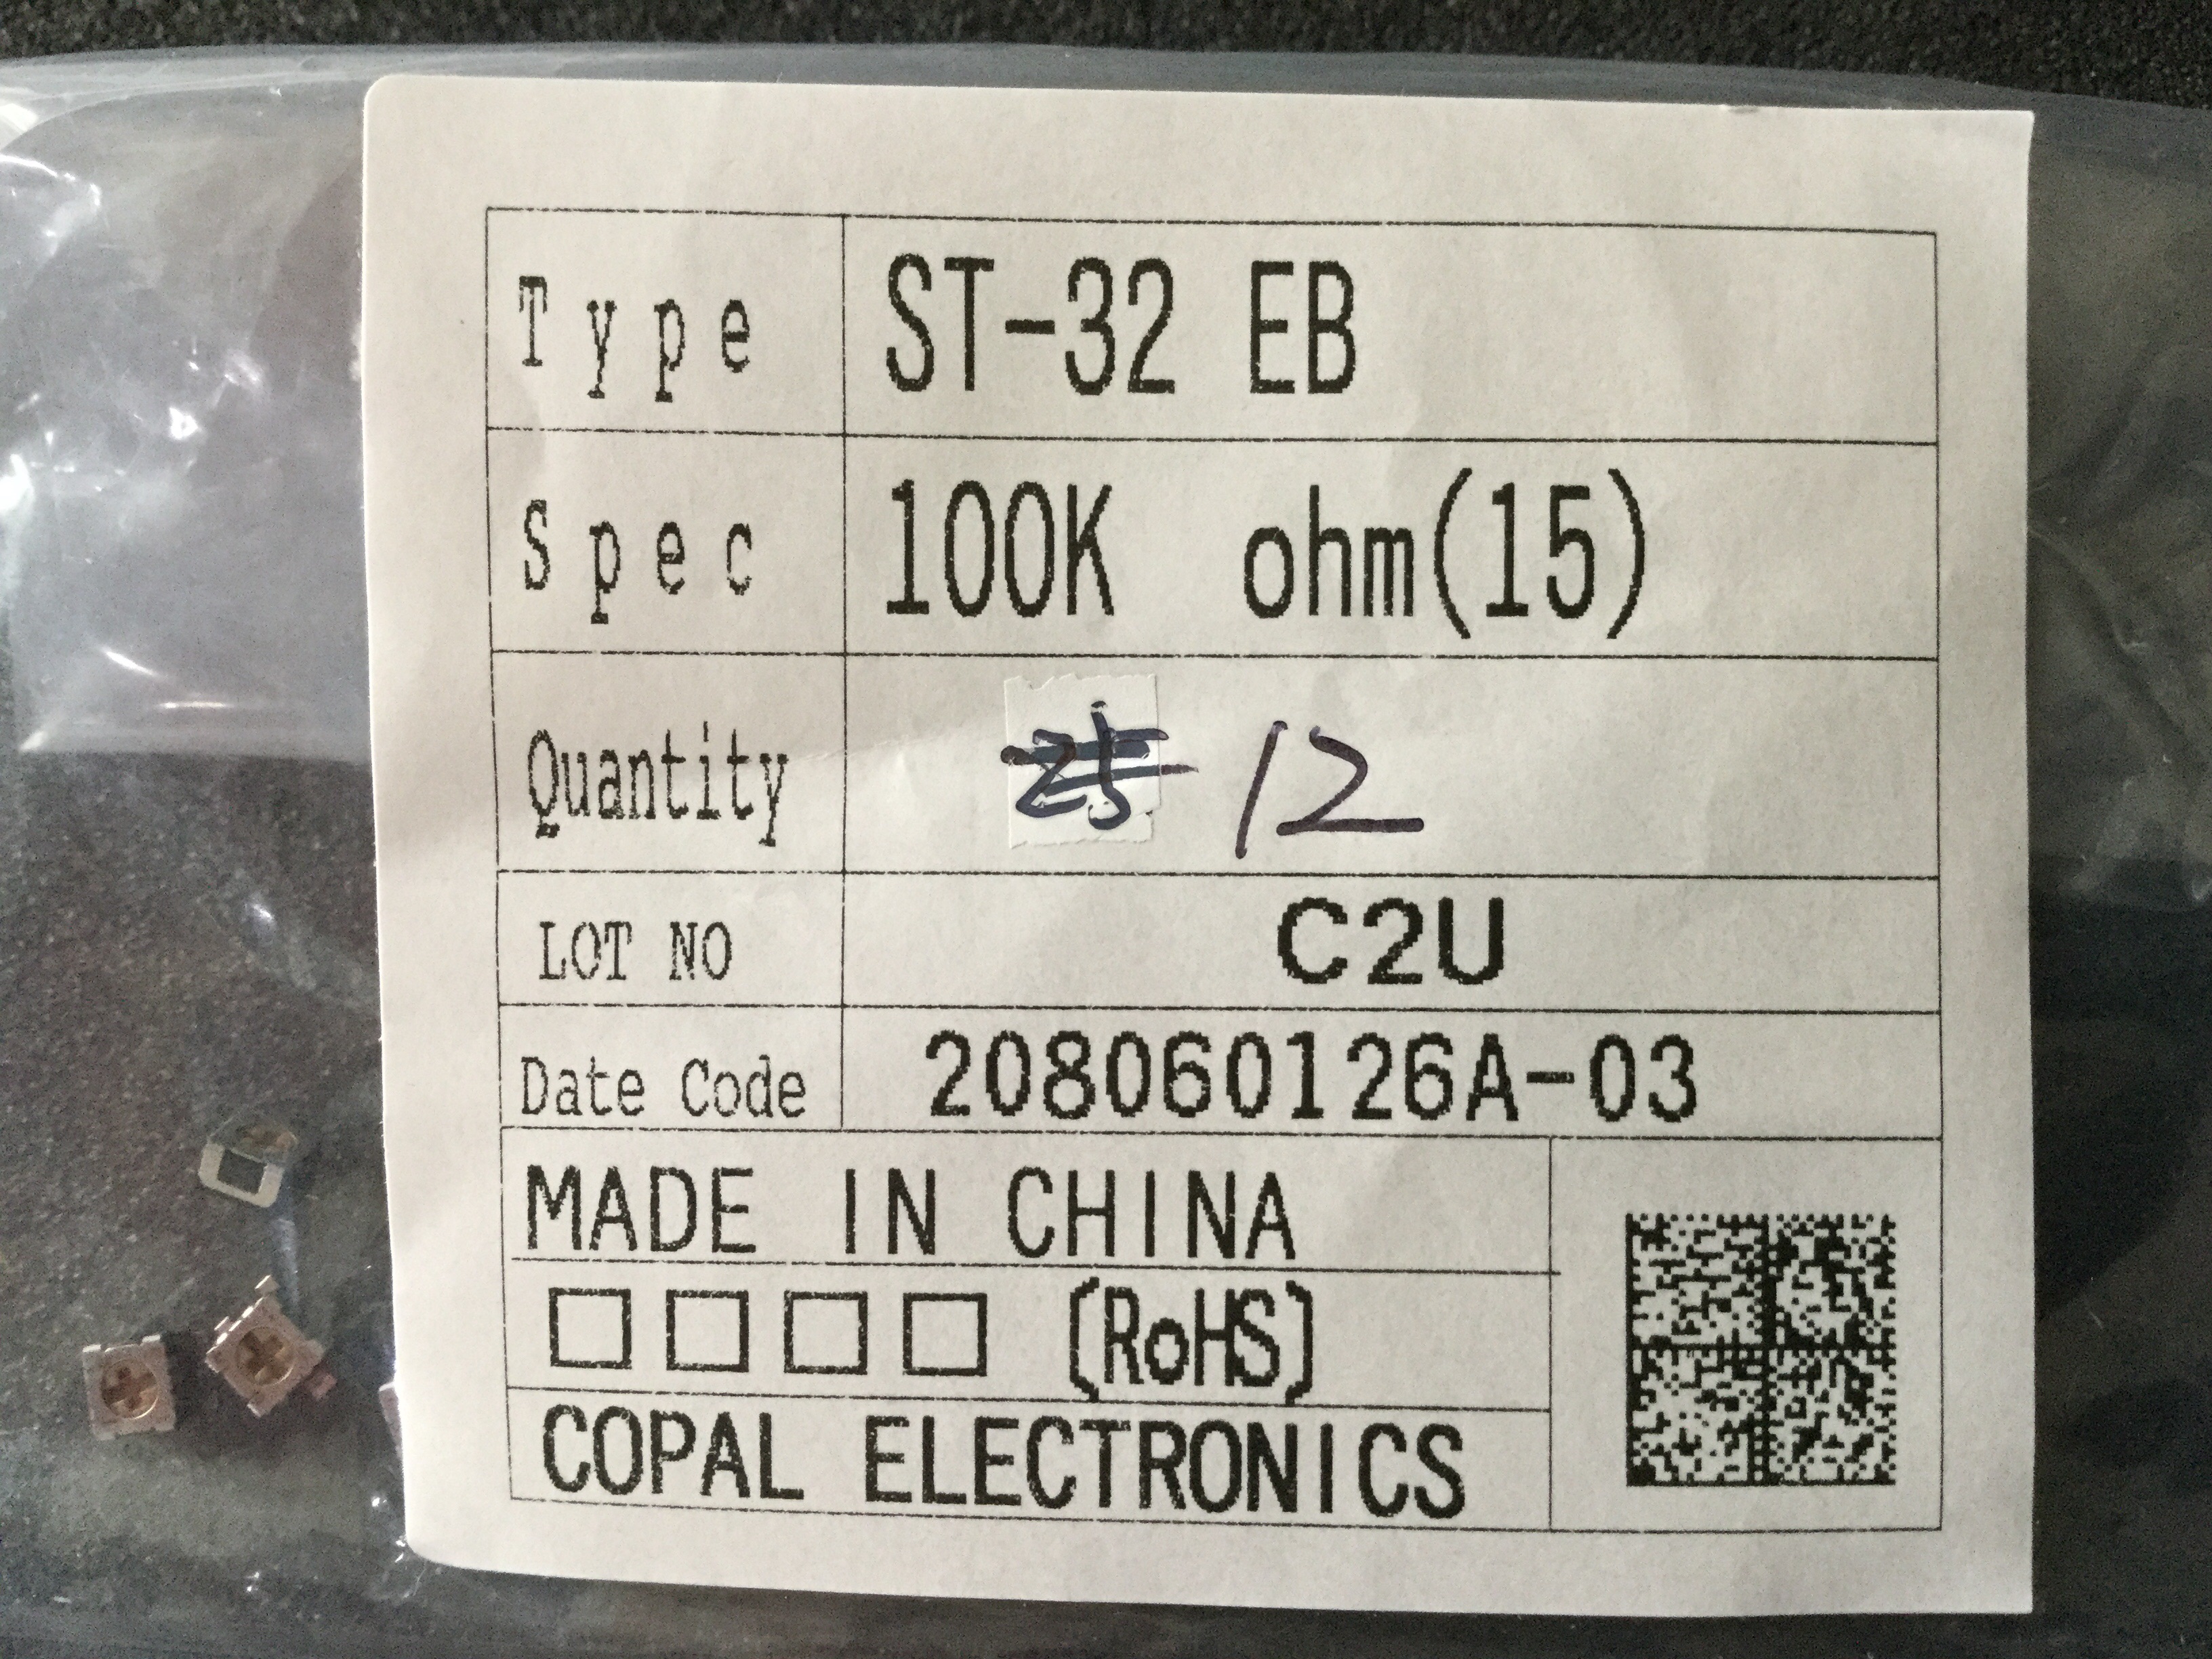 Type ST-32 EB
Spec 100K ohm(15)
Quantity 25 12
LOT NO C2U
Date Code 208060126A-03
MADE IN CHINA
□□□□ (RoHS)
COPAL ELECTRONICS